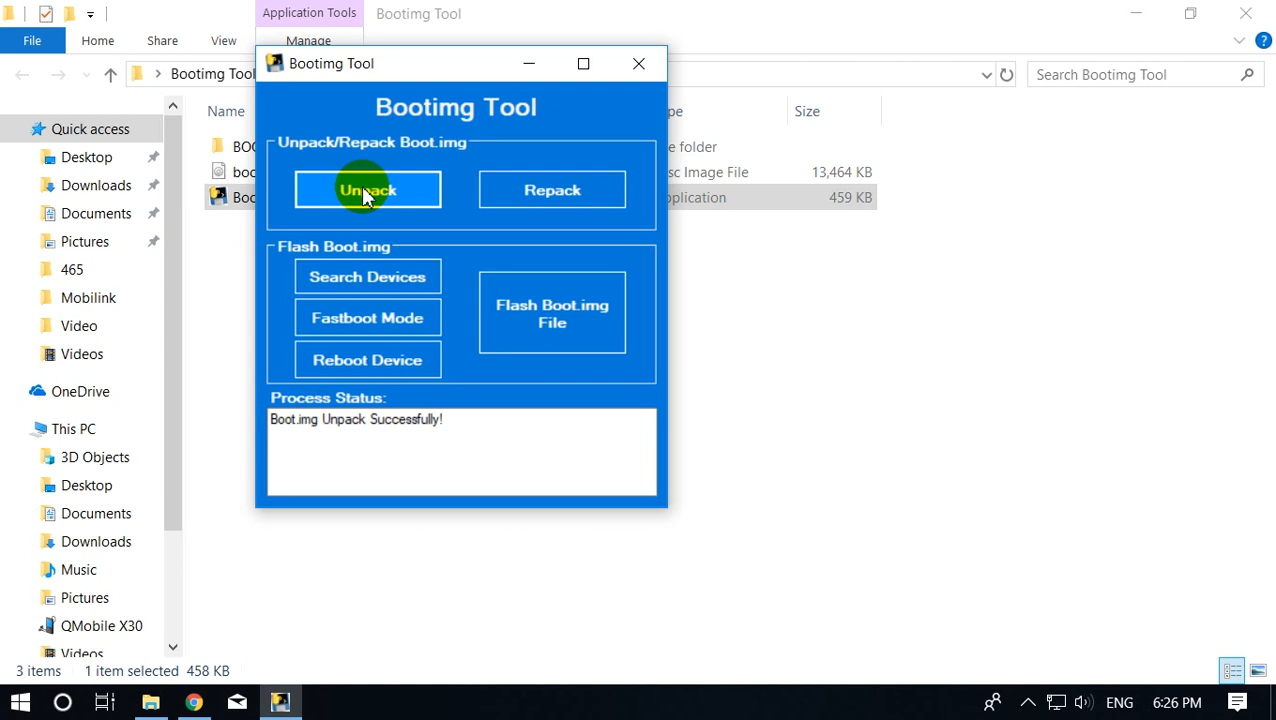 Application Tools
Bootimg Tool
File
Home
Share
View
Manage
Bootimg Tool
Search Bootimg Tool
Bootimg Tool
Bootimg Tool
Unpack/Repack Boot.img
Unpack
Repack
Flash Boot.img
Search Devices
Fastboot Mode
Reboot Device
Flash Boot.img
File
Process Status:
Boot.img Unpack Successfully!
Name
Size
folder
Image File
13,464 KB
459 KB
Quick access
Desktop
Downloads
Documents
Pictures
465
Mobilink
Video
Videos
OneDrive
This PC
3D Objects
Desktop
Documents
Downloads
Music
Pictures
QMobile X30
Videos
3 items
1 item selected 458 KB
ENG
6:26 PM